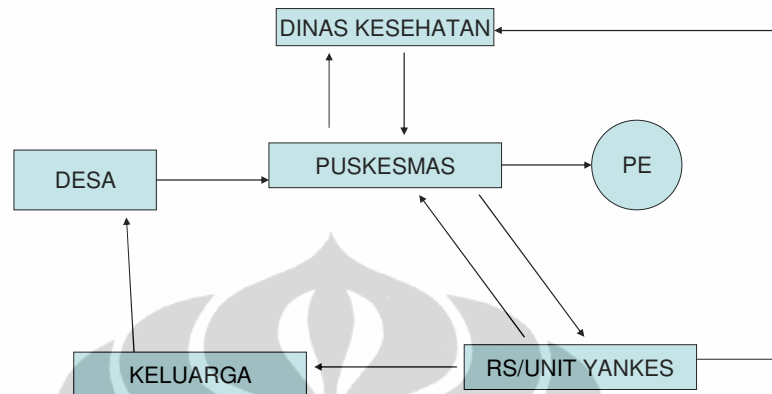 DINAS KESEHATAN
PUSKESMAS
PE
DESA
RS/UNIT YANKES
KELUARGA